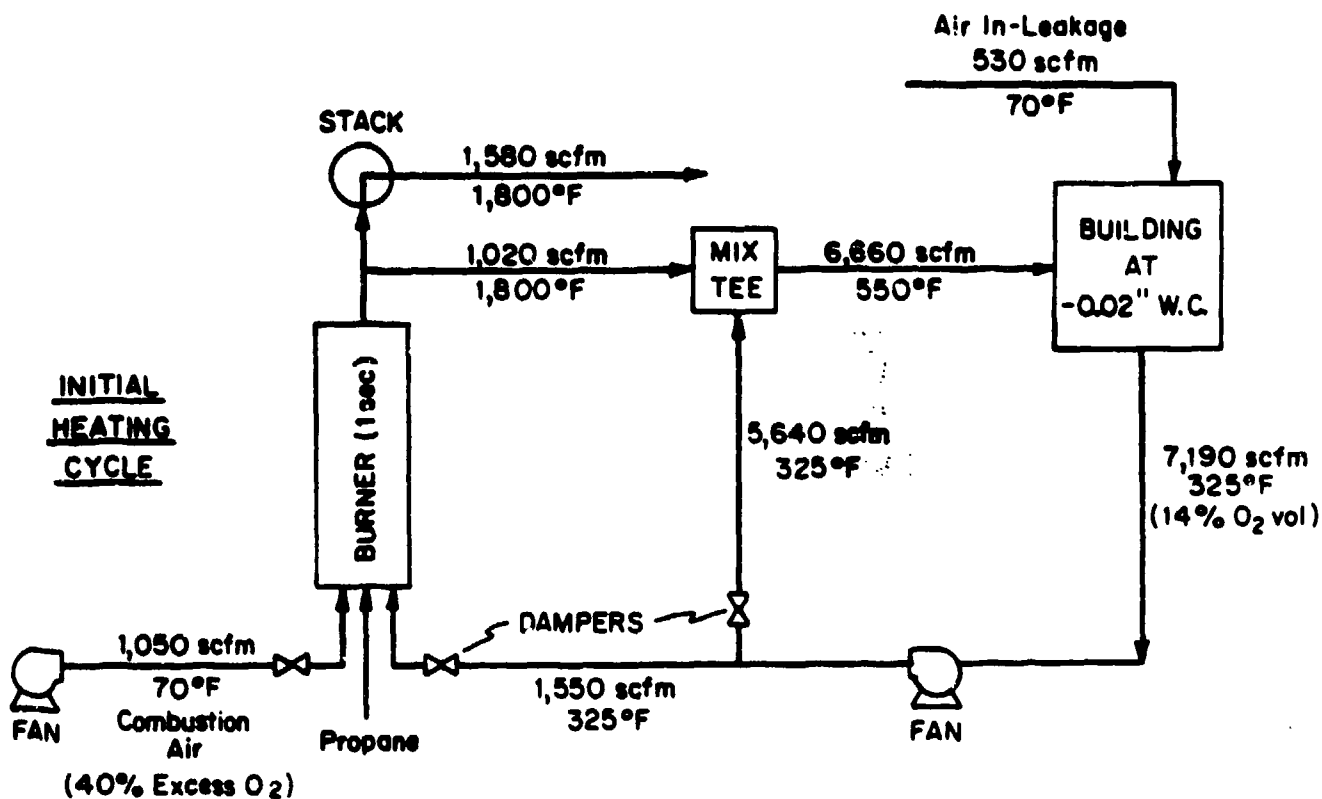 Air In-Leakage
530 scfm
70°F
STACK
1,580 scfm
1,800°F
1,020 scfm
1,800°F
MIX
TEE
6,660 scfm
550°F
BUILDING
AT
-0.02" W.C.
INITIAL
HEATING
CYCLE
BURNER (1 sec)
5,640 scfm
325°F
7,190 scfm
325°F
(14% O2 vol)
DAMPERS
1,050 scfm
70°F
Combustion
Air
(40% Excess O2)
FAN
Propane
1,550 scfm
325°F
FAN